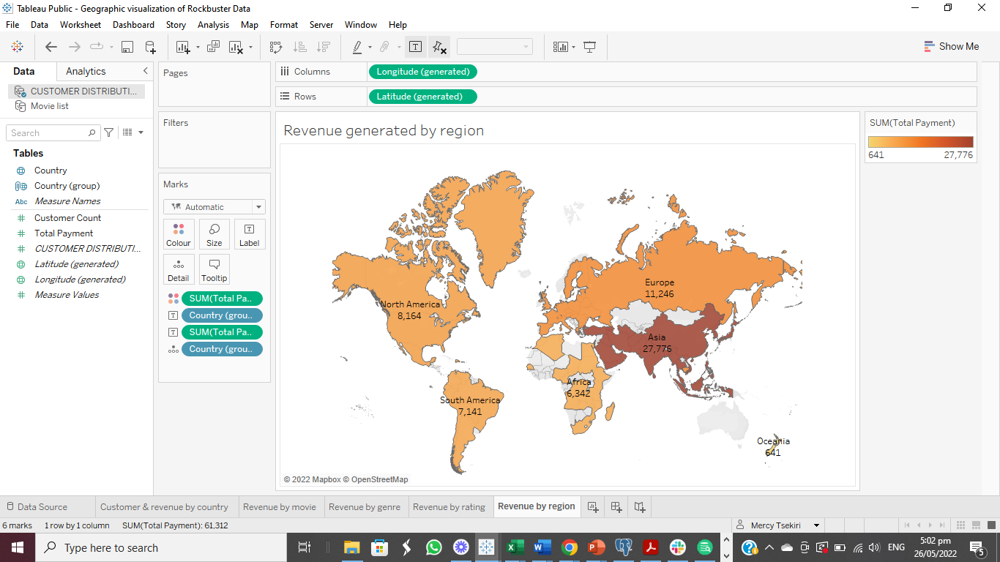 Tableau Public - Geographic visualization of Rockbuster Data
File Data Worksheet Dashboard Story Analysis Map Format Server Window Help
Show Me
Data Analytics
CUSTOMER DISTRIBUTI...
Movie list
Search
Tables
Country
Country (group)
Abc Measure Names
Customer Count
Total Payment
CUSTOMER DISTRIBUTI...
Latitude (generated)
Longitude (generated)
Measure Values
Pages
Filters
Marks
Automatic
Colour Size Label
Detail Tooltip
SUM(Total Pa..
Country (grou..
SUM(Total Pa..
Country (grou..
Columns Longitude (generated)
Rows Latitude (generated)
Revenue generated by region
North America
8,164
Europe
11,246
Asia
27,776
Africa
6,342
South America
7,141
Oceania
641
© 2022 Mapbox © OpenStreetMap
SUM(Total Payment)
641 27,776
Data Source Customer & revenue by country Revenue by movie Revenue by genre Revenue by rating Revenue by region
6 marks 1 row by 1 column SUM(Total Payment): 61,312 Mercy Tsekiri
Type here to search
ENG
5:02 pm
26/05/2022
5